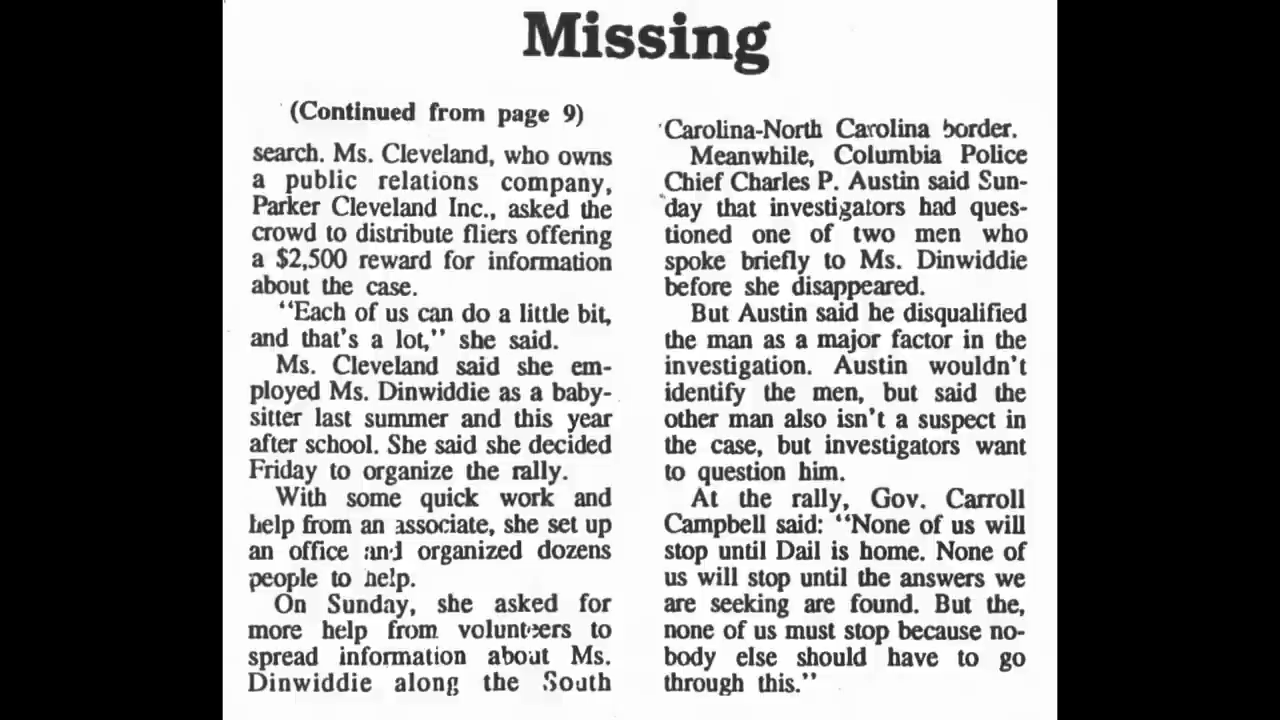 Missing
(Continued from page 9)
search. Ms. Cleveland, who owns
a public relations company,
Parker Cleveland Inc., asked the
crowd to distribute fliers offering
a $2,500 reward for information
about the case.
"Each of us can do a little bit,
and that's a lot," she said.
Ms. Cleveland said she em-
ployed Ms. Dinwiddie as a baby-
sitter last summer and this year
after school. She said she decided
Friday to organize the rally.
With some quick work and
help from an associate, she set up
an office and organized dozens
people to help.
On Sunday, she asked for
more help from volunteers to
spread information about Ms.
Dinwiddie along the South
Carolina-North Carolina border.
Meanwhile, Columbia Police
Chief Charles P. Austin said Sun-
day that investigators had ques-
tioned one of two men who
spoke briefly to Ms. Dinwiddie
before she disappeared.
But Austin said he disqualified
the man as a major factor in the
investigation. Austin wouldn't
identify the men, but said the
other man also isn't a suspect in
the case, but investigators want
to question him.
At the rally, Gov. Carroll
Campbell said: "None of us will
stop until Dail is home. None of
us will stop until the answers we
are seeking are found. But the,
none of us must stop because no-
body else should have to go
through this."